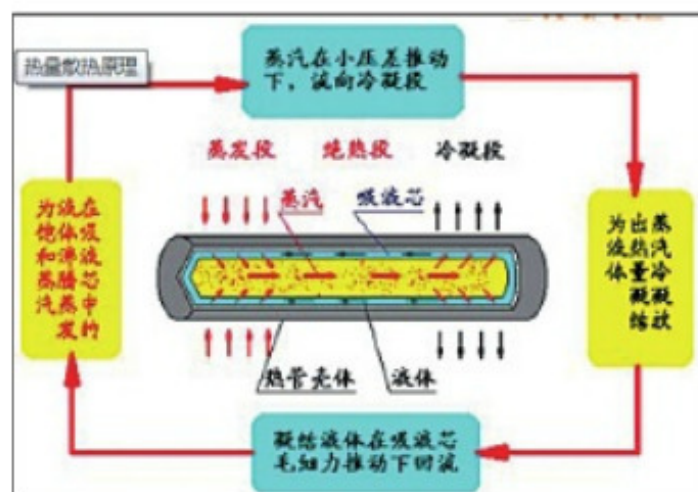 热量散热原理
蒸汽在小压差推动
下，流向冷凝段
蒸发段 绝热段 冷凝段
蒸汽 吸液芯
在吸液芯中的
液体沸腾蒸发
为饱和蒸汽
蒸汽冷凝放
出热量凝结
为液体
热管壳体 液体
凝结液体在吸液芯
毛细力推动下回流